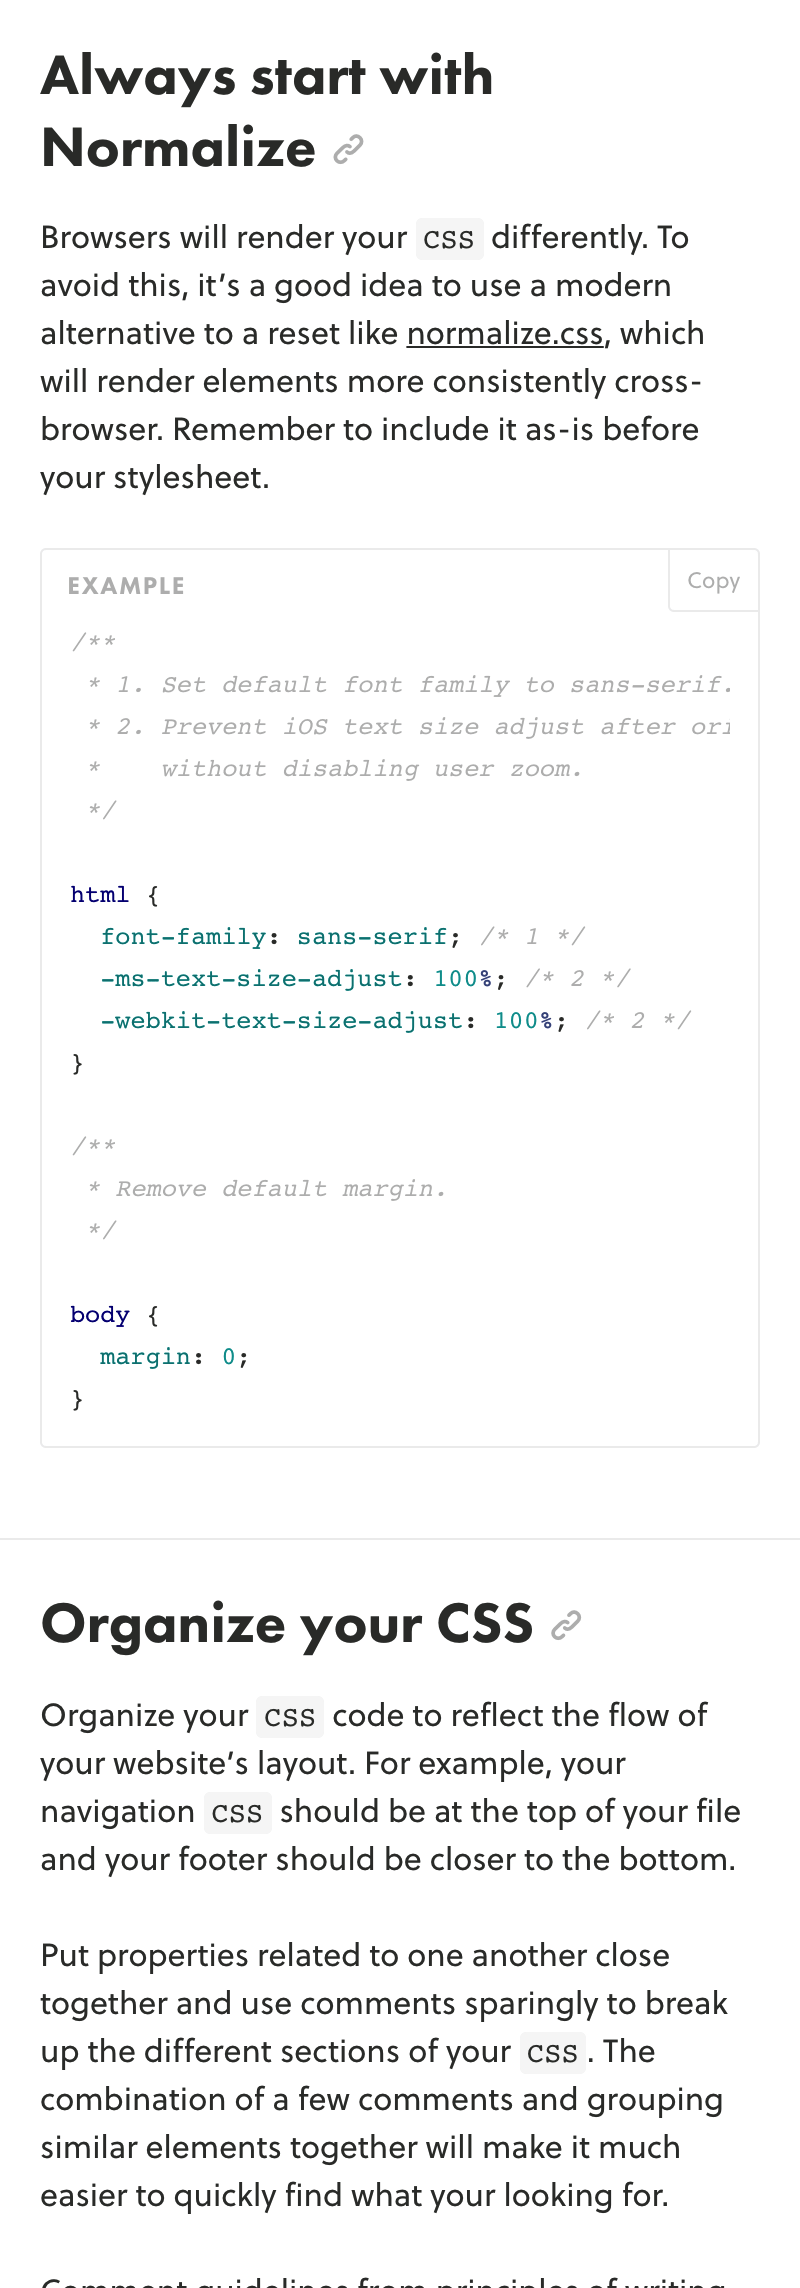 Always start with
Normalize
Browsers will render your CSS differently. To
avoid this, it’s a good idea to use a modern
alternative to a reset like normalize.css, which
will render elements more consistently cross-
browser. Remember to include it as-is before
your stylesheet.
EXAMPLE
Copy
/**
 * 1. Set default font family to sans-serif.
 * 2. Prevent iOS text size adjust after
 *    without disabling user zoom.
 */
html {
  font-family: sans-serif; /* 1 */
  -ms-text-size-adjust: 100%; /* 2 */
  -webkit-text-size-adjust: 100%; /* 2 */
}
/**
 * Remove default margin.
 */
body {
  margin: 0;
}
Organize your CSS
Organize your CSS code to reflect the flow of
your website’s layout. For example, your
navigation CSS should be at the top of your file
and your footer should be closer to the bottom.
Put properties related to one another close
together and use comments sparingly to break
up the different sections of your CSS. The
combination of a few comments and grouping
similar elements together will make it much
easier to quickly find what your looking for.
Comment guidelines from principles of writing